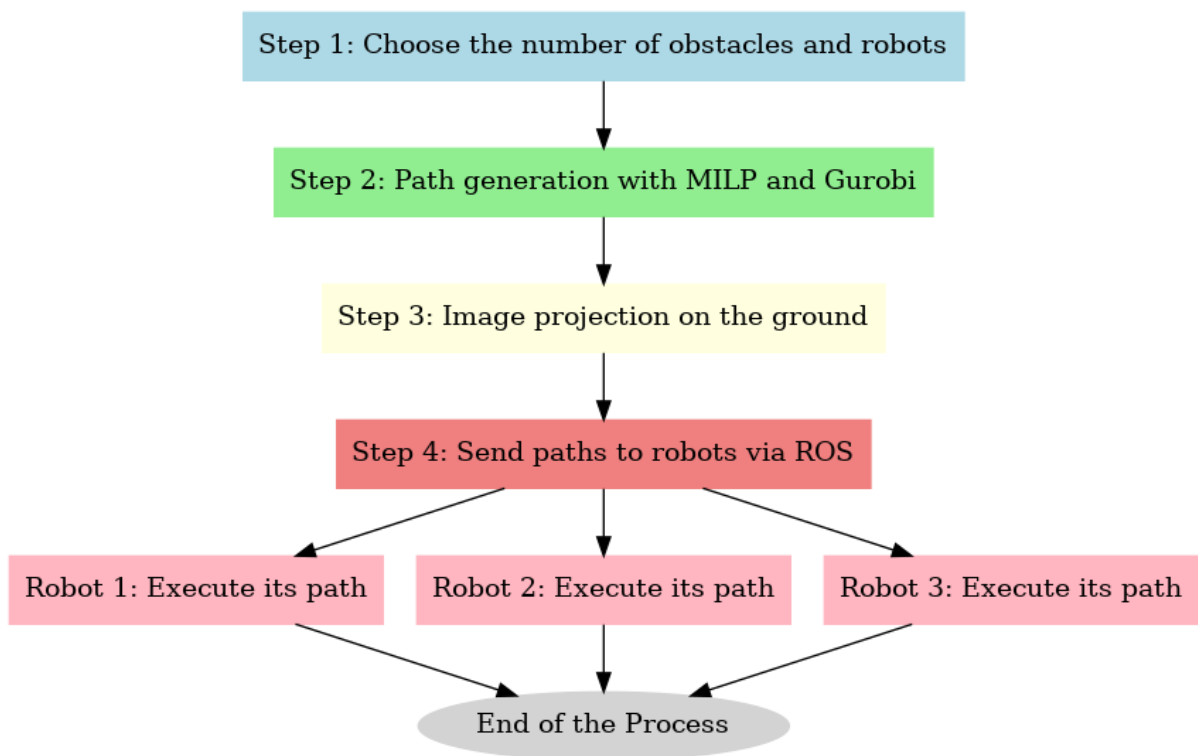 Step 1: Choose the number of obstacles and robots
Step 2: Path generation with MILP and Gurobi
Step 3: Image projection on the ground
Step 4: Send paths to robots via ROS
Robot 1: Execute its path
Robot 2: Execute its path
Robot 3: Execute its path
End of the Process